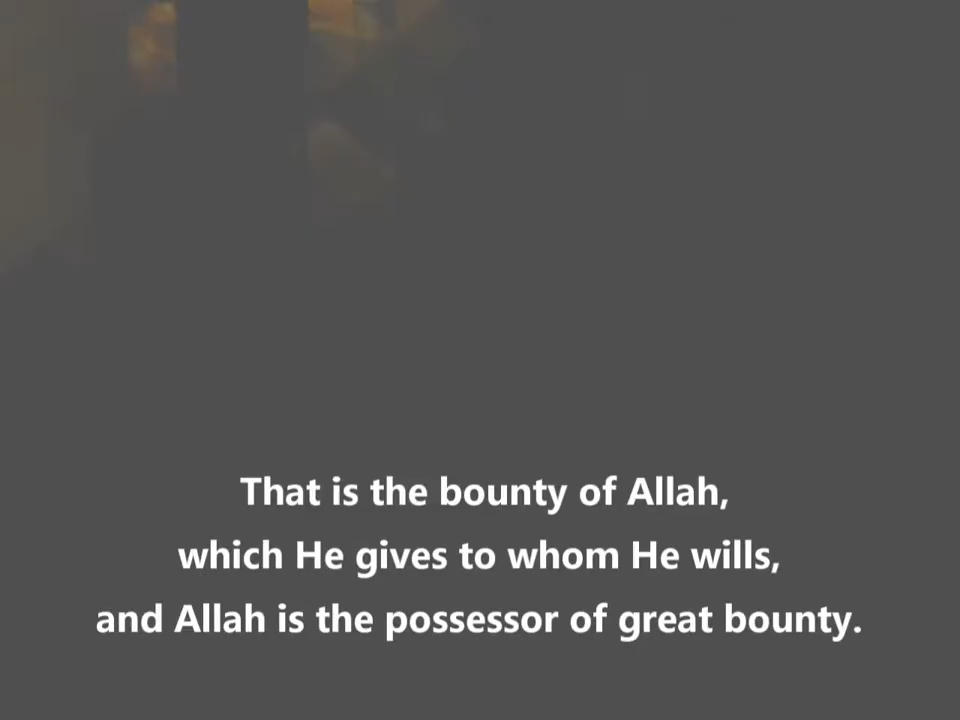 That is the bounty of Allah,
which He gives to whom He wills,
and Allah is the possessor of great bounty.